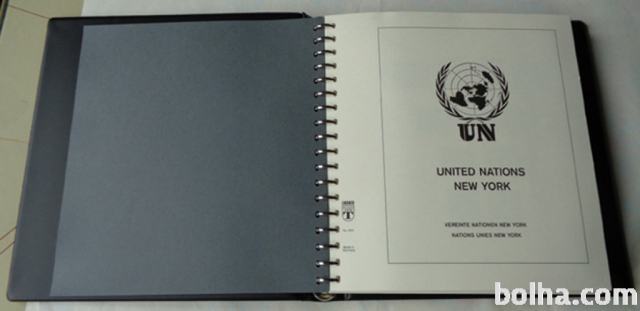 UN
UNITED NATIONS
NEW YORK
VEREINTE NATIONEN NEW YORK
NATIONS UNIES NEW YORK
bolha.com